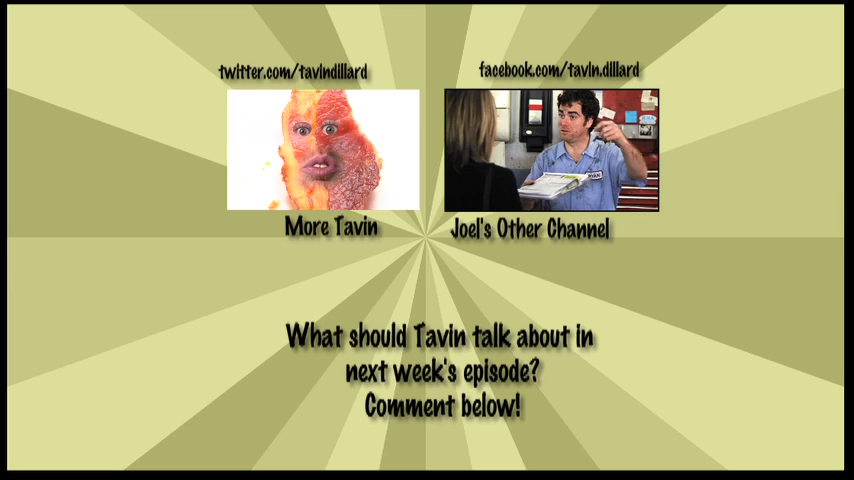 twitter.com/tavindillard
facebook.com/tavin.dillard
More Tavin
Joel's Other Channel
What should Tavin talk about in
next week's episode?
Comment below!